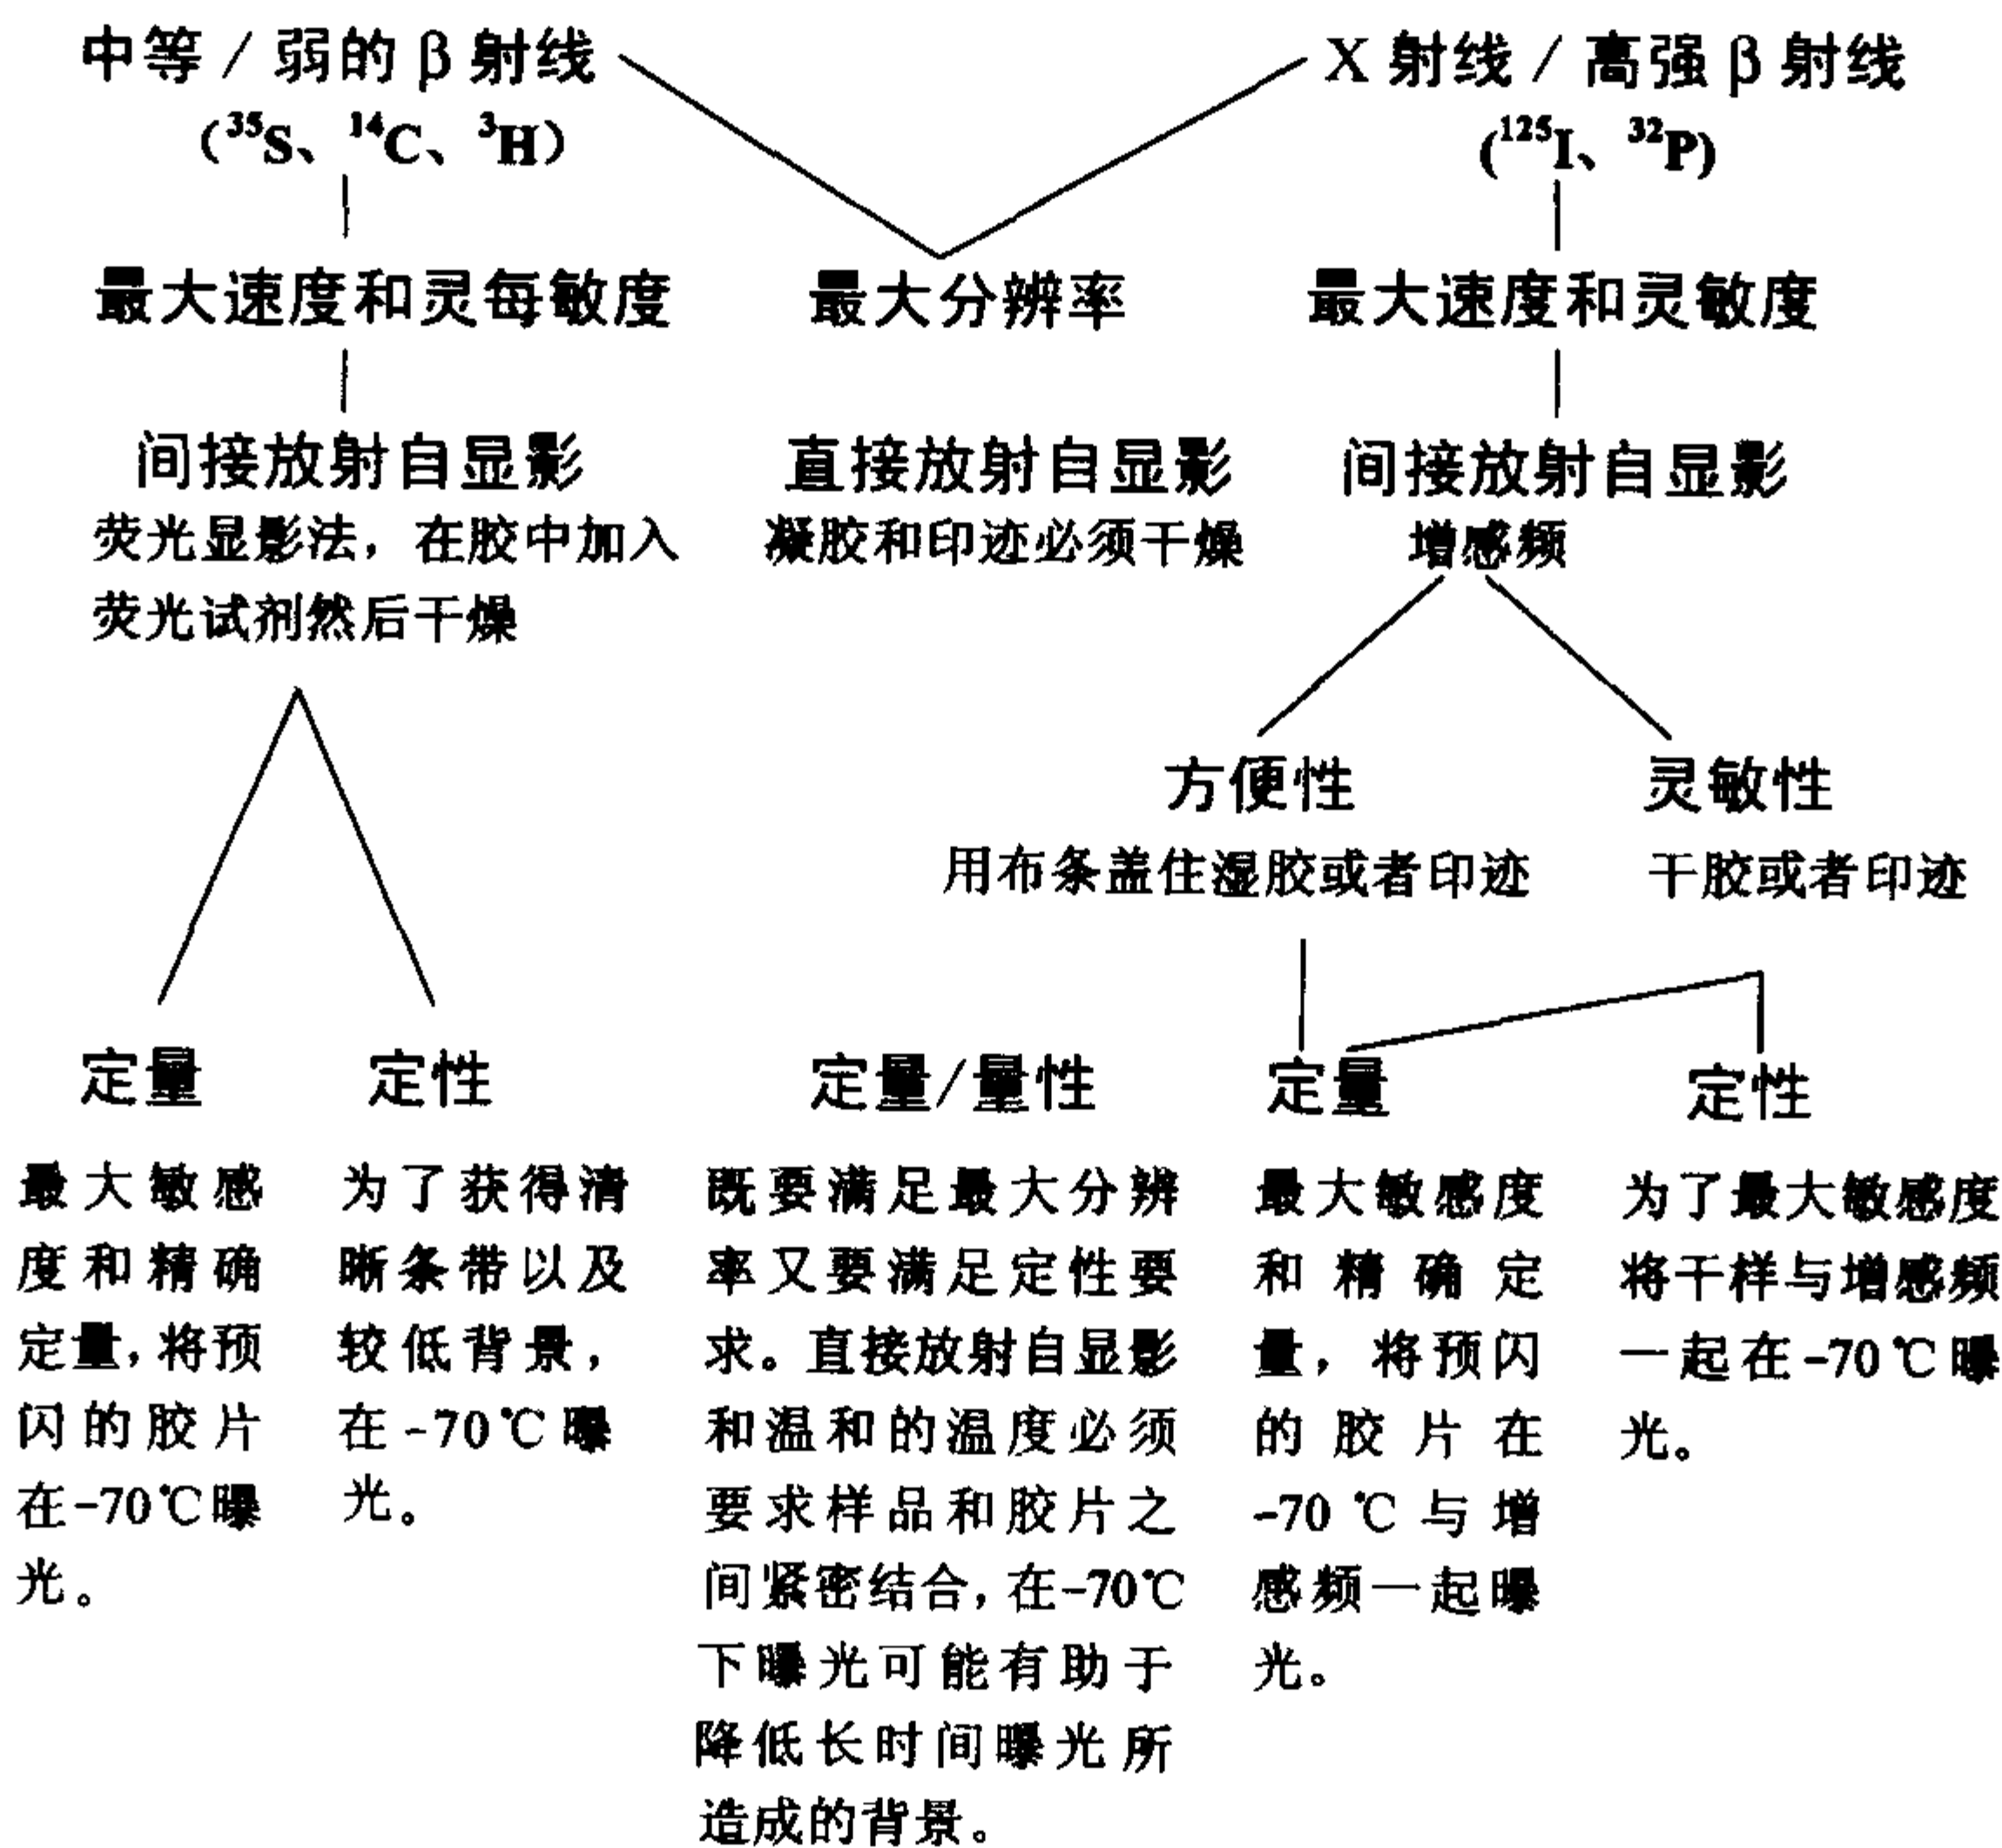 中等/弱的β射线
(³⁵S、¹⁴C、³H)
X射线/高强β射线
(¹²⁵I、³²P)
最大速度和灵每敏度
最大分辨率
最大速度和灵敏度
间接放射自显影
荧光显影法，在胶中加入
荧光试剂然后干燥
直接放射自显影
凝胶和印迹必须干燥
间接放射自显影
增感频
方便性
用布条盖住湿胶或者印迹
灵敏性
干胶或者印迹
定量
最大敏感
度和精确
定量，将预
闪的胶片
在-70℃曝
光。
定性
为了获得清
晰条带以及
较低背景，
在-70℃曝
光。
定量/量性
既要满足最大分辨
率又要满足定性要
求。直接放射自显影
和温和的温度必须
要求样品和胶片之
间紧密结合，在-70℃
下曝光可能有助于
降低长时间曝光所
造成的背景。
定量
最大敏感度
和精确定
量，将预闪
的胶片在
-70℃与增
感频一起曝
光。
定性
为了最大敏感度
将干样与增感频
一起在-70℃曝
光。